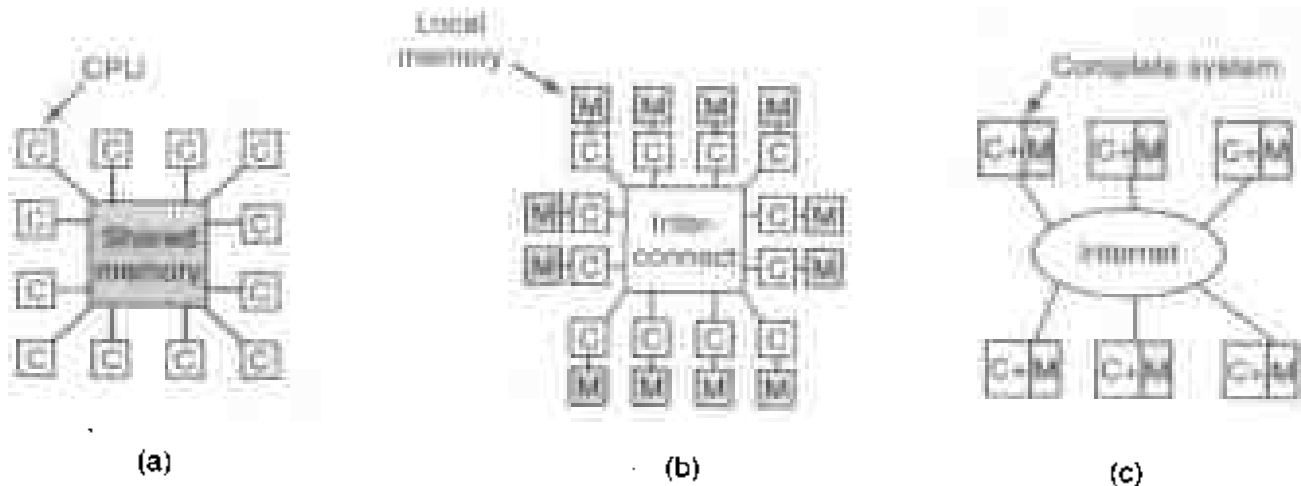 CPU
C C C C
Shared
memory
C C
C C
C C C C
(a)
Local
memory
M M M M
C C C C
M C C M
Inter-
connect
M C C M
C C C C
M M M M
(b)
Complete system
C+ M C+ M C+ M
Internet
C+ M C+ M C+ M
(c)